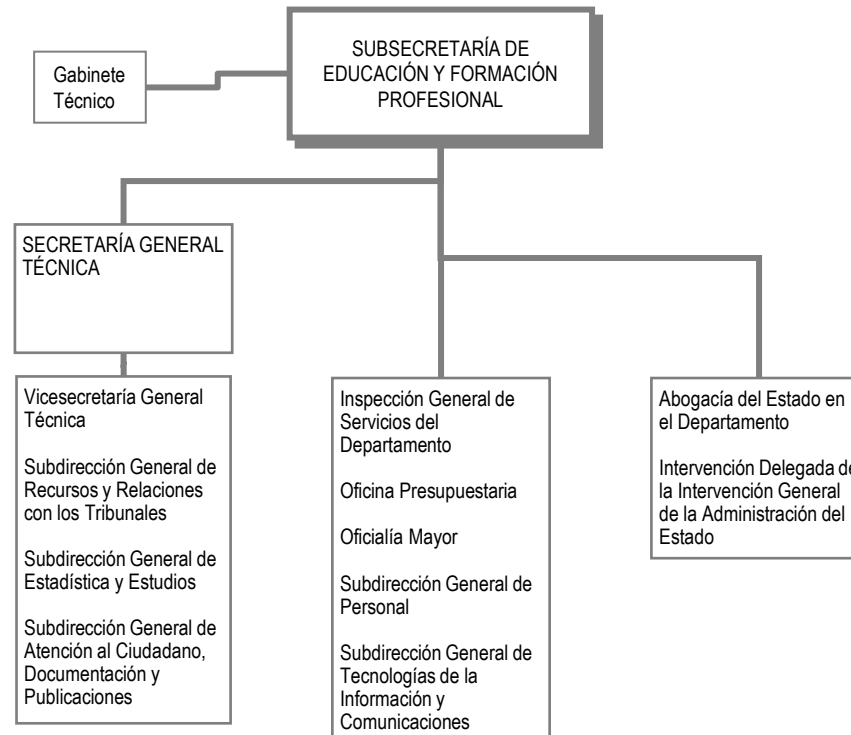 SUBSECRETARÍA DE
EDUCACIÓN Y FORMACIÓN
PROFESIONAL
Gabinete
Técnico
SECRETARÍA GENERAL
TÉCNICA
Vicesecretaría General
Técnica
Subdirección General de
Recursos y Relaciones
con los Tribunales
Subdirección General de
Estadística y Estudios
Subdirección General de
Atención al Ciudadano,
Documentación y
Publicaciones
Inspección General de
Servicios del
Departamento
Oficina Presupuestaria
Oficialía Mayor
Subdirección General de
Personal
Subdirección General de
Tecnologías de la
Información y
Comunicaciones
Abogacía del Estado en
el Departamento
Intervención Delegada de
la Intervención General
de la Administración del
Estado